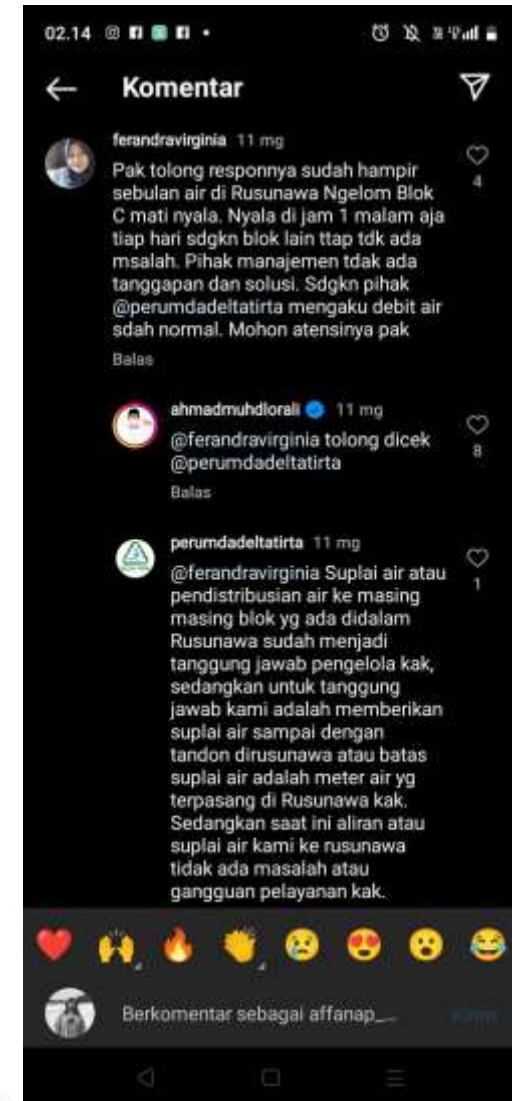 02.14
Komentar
ferandravirginia 11 mg
Pak tolong responnya sudah hampir
sebulan air di Rusunawa Ngelom Blok
C mati nyala. Nyala di jam 1 malam aja
tiap hari sdgkn blok lain ttap tdk ada
msalah. Pihak manajemen tdak ada
tanggapan dan solusi. Sdgkn pihak
@perumdadeltatirta mengaku debit air
sdah normal. Mohon atensinya pak
4
Balas
ahmadmuhdlorali 11 mg
@ferandravirginia tolong dicek
@perumdadeltatirta
8
Balas
perumdadeltatirta 11 mg
@ferandravirginia Suplai air atau
pendistribusian air ke masing
masing blok yg ada didalam
Rusunawa sudah menjadi
tanggung jawab pengelola kak,
sedangkan untuk tanggung
jawab kami adalah memberikan
suplai air sampai dengan
tandon dirusunawa atau batas
suplai air adalah meter air yg
terpasang di Rusunawa kak.
Sedangkan saat ini aliran atau
suplai air kami ke rusunawa
tidak ada masalah atau
gangguan pelayanan kak.
1
Berkomentar sebagai affanap_...